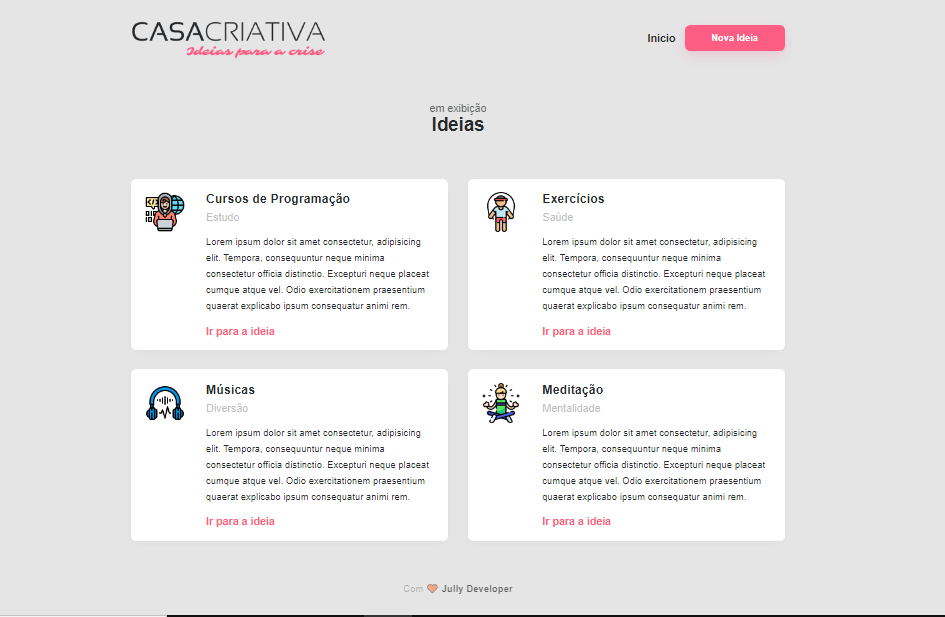 CASACRIATIVA
Ideias para a crise
Inicio
Nova Ideia
em exibição
Ideias
Cursos de Programação
Estudo
Lorem ipsum dolor sit amet consectetur, adipisicing
elit. Tempora, consequuntur neque minima
consectetur officia distinctio. Excepturi neque placeat
cumque atque vel. Odio exercitationem praesentium
quaerat explicabo ipsum consequatur animi rem.
Ir para a ideia
Exercícios
Saúde
Lorem ipsum dolor sit amet consectetur, adipisicing
elit. Tempora, consequuntur neque minima
consectetur officia distinctio. Excepturi neque placeat
cumque atque vel. Odio exercitationem praesentium
quaerat explicabo ipsum consequatur animi rem.
Ir para a ideia
Músicas
Diversão
Lorem ipsum dolor sit amet consectetur, adipisicing
elit. Tempora, consequuntur neque minima
consectetur officia distinctio. Excepturi neque placeat
cumque atque vel. Odio exercitationem praesentium
quaerat explicabo ipsum consequatur animi rem.
Ir para a ideia
Meditação
Mentalidade
Lorem ipsum dolor sit amet consectetur, adipisicing
elit. Tempora, consequuntur neque minima
consectetur officia distinctio. Excepturi neque placeat
cumque atque vel. Odio exercitationem praesentium
quaerat explicabo ipsum consequatur animi rem.
Ir para a ideia
Com 🧡 Jully Developer